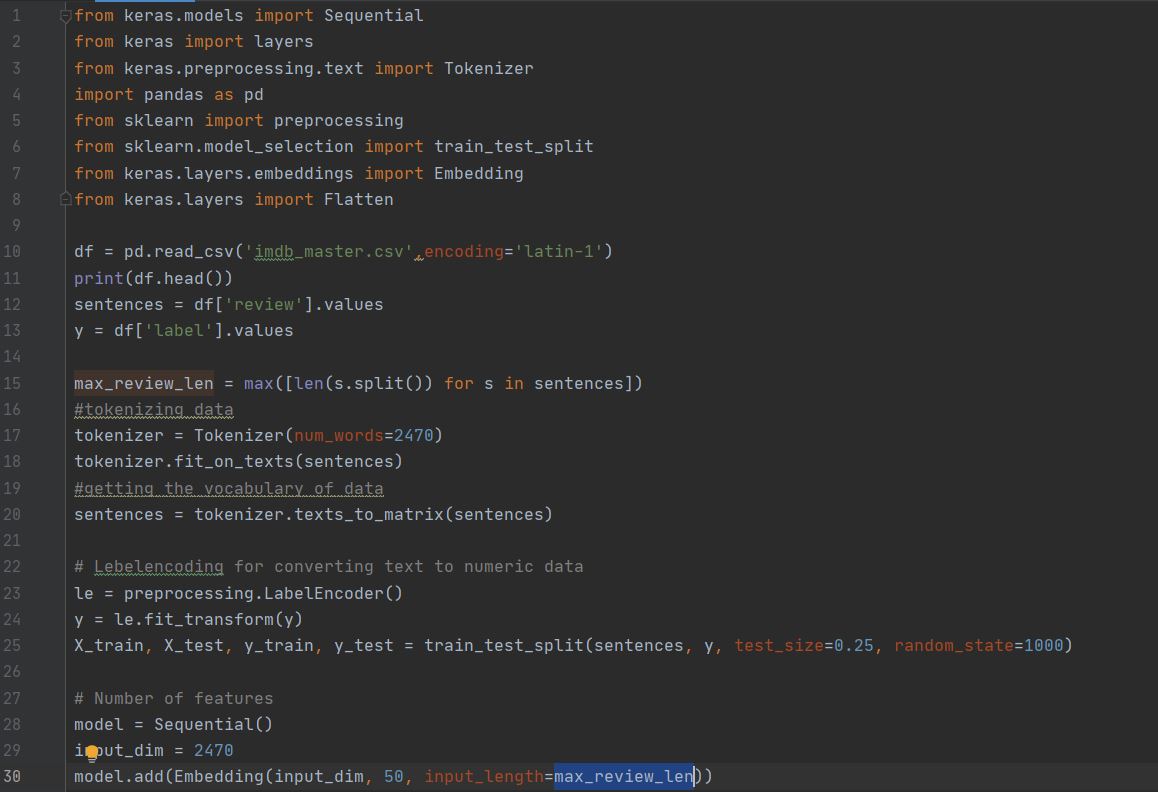 1 from keras.models import Sequential
2 from keras import layers
3 from keras.preprocessing.text import Tokenizer
4 import pandas as pd
5 from sklearn import preprocessing
6 from sklearn.model_selection import train_test_split
7 from keras.layers.embeddings import Embedding
8 from keras.layers import Flatten
9
10 df = pd.read_csv('imdb_master.csv',encoding='latin-1')
11 print(df.head())
12 sentences = df['review'].values
13 y = df['label'].values
14
15 max_review_len = max([len(s.split()) for s in sentences])
16 #tokenizing data
17 tokenizer = Tokenizer(num_words=2470)
18 tokenizer.fit_on_texts(sentences)
19 #getting the vocabulary of data
20 sentences = tokenizer.texts_to_matrix(sentences)
21
22 # Lebelencoding for converting text to numeric data
23 le = preprocessing.LabelEncoder()
24 y = le.fit_transform(y)
25 X_train, X_test, y_train, y_test = train_test_split(sentences, y, test_size=0.25, random_state=1000)
26
27 # Number of features
28 model = Sequential()
29 input_dim = 2470
30 model.add(Embedding(input_dim, 50, input_length=max_review_len))